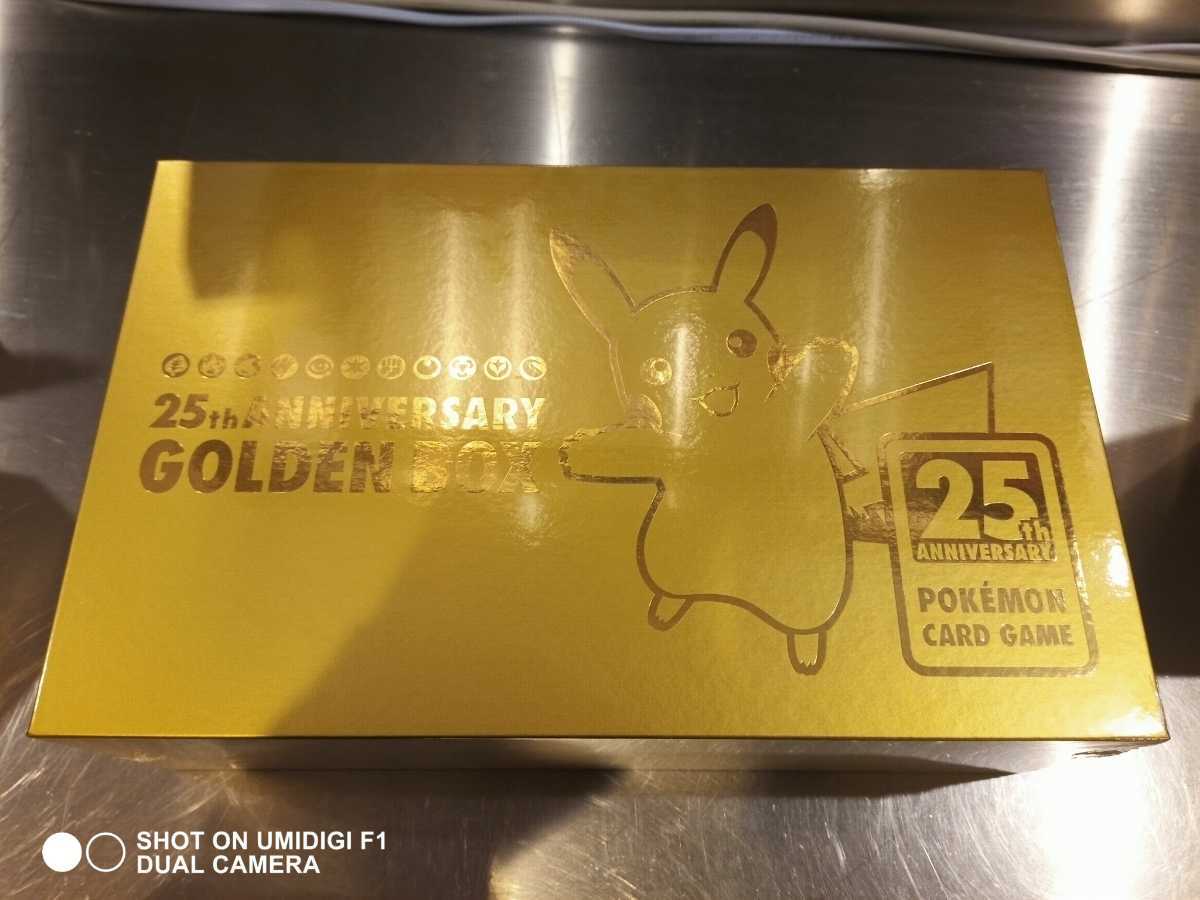 25th ANNIVERSARY
GOLDEN BOX
25th
ANNIVERSARY
POKÉMON
CARD GAME
SHOT ON UMIDIGI F1
DUAL CAMERA